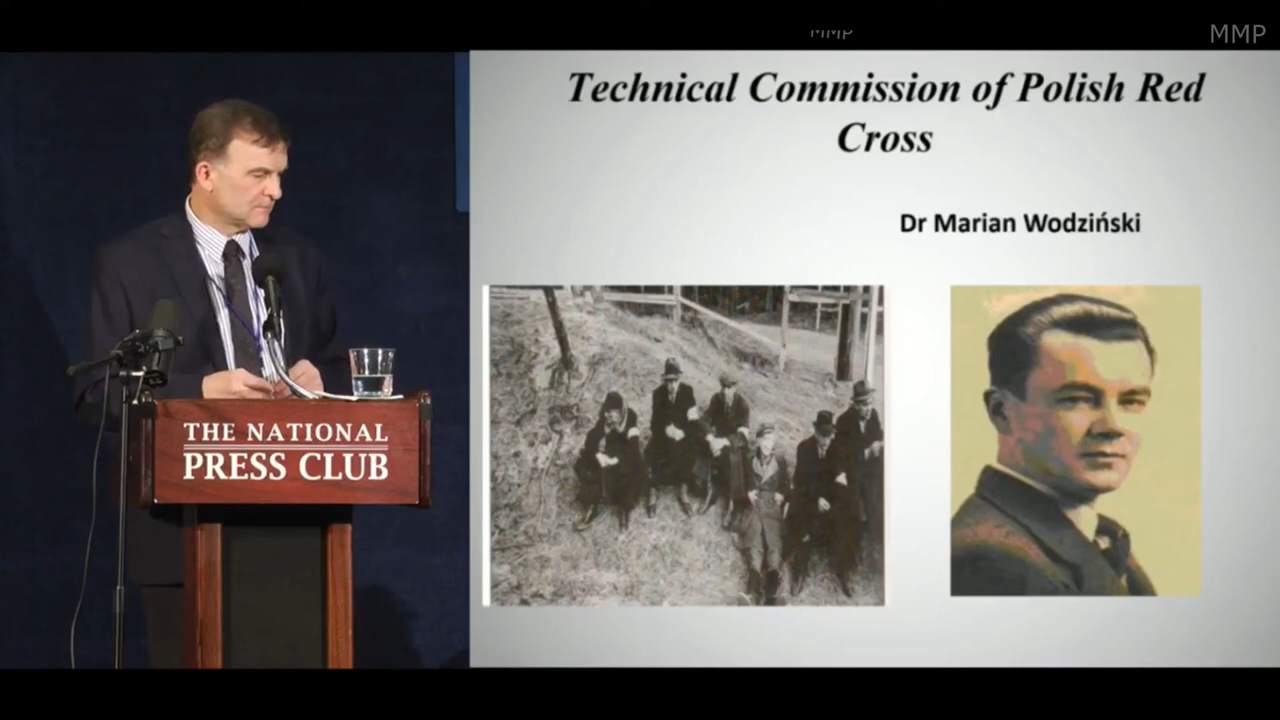 MMP
MMP
Technical Commission of Polish Red
Cross
Dr Marian Wodziński
THE NATIONAL
PRESS CLUB